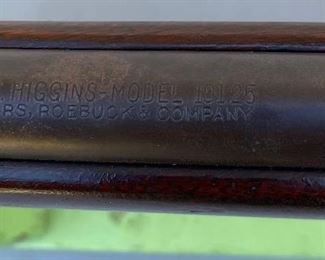 HIGGINS-MODEL 101.25
RS, ROEBUCK & COMPANY